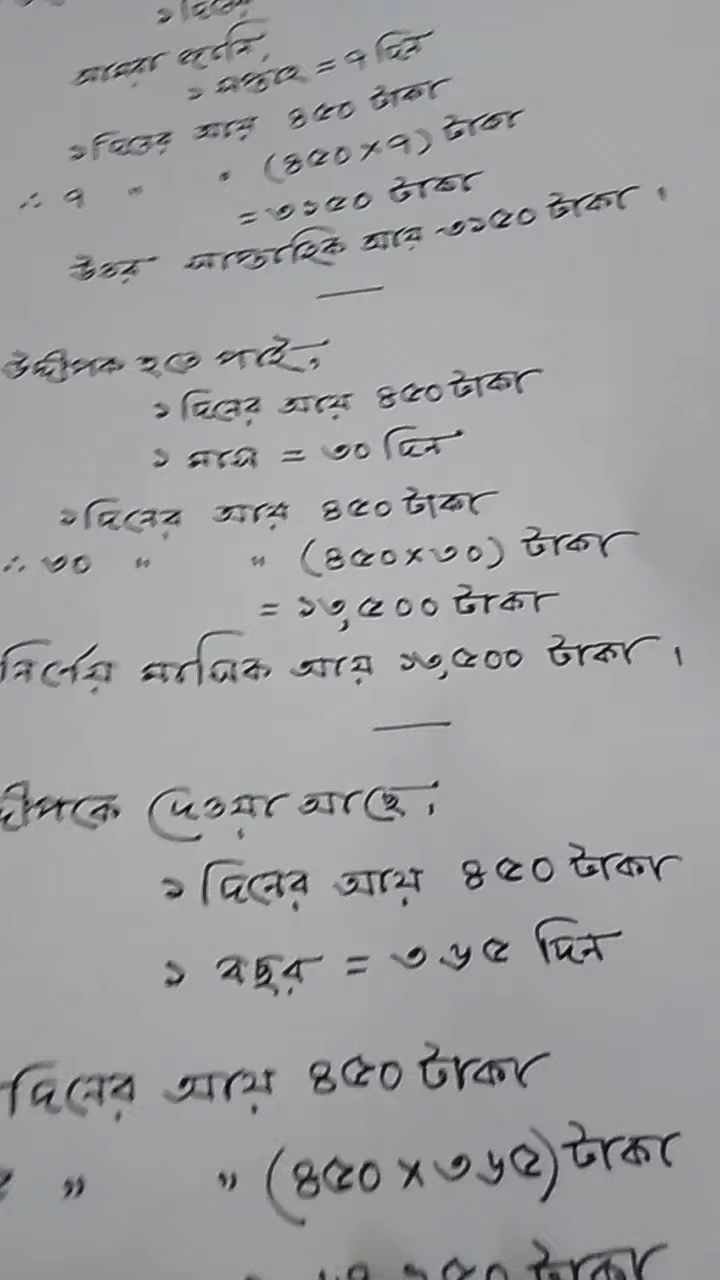 ১ দিনের
আমরা জানি,
১ সপ্তাহ = ৭ দিন
১ দিনের আয় ৪৫০ টাকা
∴ ৭ " " (৪৫০×৭) টাকা
= ৩১৫০ টাকা
উত্তর সাপ্তাহিক আয় ৩১৫০ টাকা।
উদ্দীপক হতে পাই,
১ দিনের আয় ৪৫০ টাকা
১ মাস = ৩০ দিন
১ দিনের আয় ৪৫০ টাকা
∴ ৩০ " " (৪৫০×৩০) টাকা
= ১৩,৫০০ টাকা
নির্ণেয় মাসিক আয় ১৩,৫০০ টাকা।
দীপকে দেওয়া আছে,
১ দিনের আয় ৪৫০ টাকা
১ বছর = ৩৬৫ দিন
দিনের আয় ৪৫০ টাকা
" " (৪৫০×৩৬৫) টাকা
টাকা